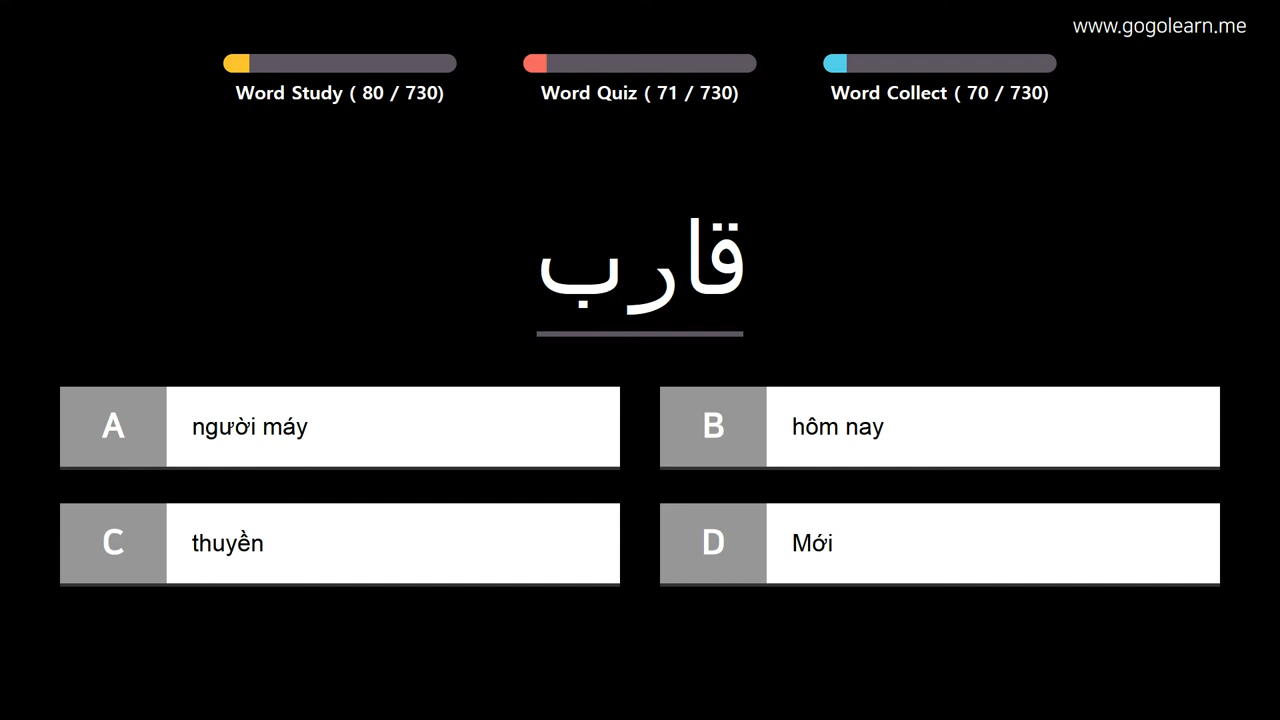 www.gogolearn.me
Word Study ( 80 / 730)
Word Quiz ( 71 / 730)
Word Collect ( 70 / 730)
قارب
A người máy
B hôm nay
C thuyền
D Mới